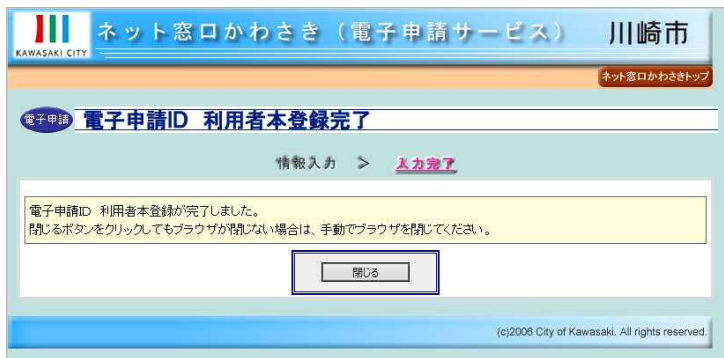 KAWASAKI CITY
ネット窓口かわさき（電子申請サービス）
川崎市
ネット窓口かわさきトップ
電子申請
電子申請ID 利用者本登録完了
情報入力 > 入力完了
電子申請ID 利用者本登録が完了しました。
閉じるボタンをクリックしてもブラウザが閉じない場合は、手動でブラウザを閉じてください。
閉じる
(c)2006 City of Kawasaki. All rights reserved.